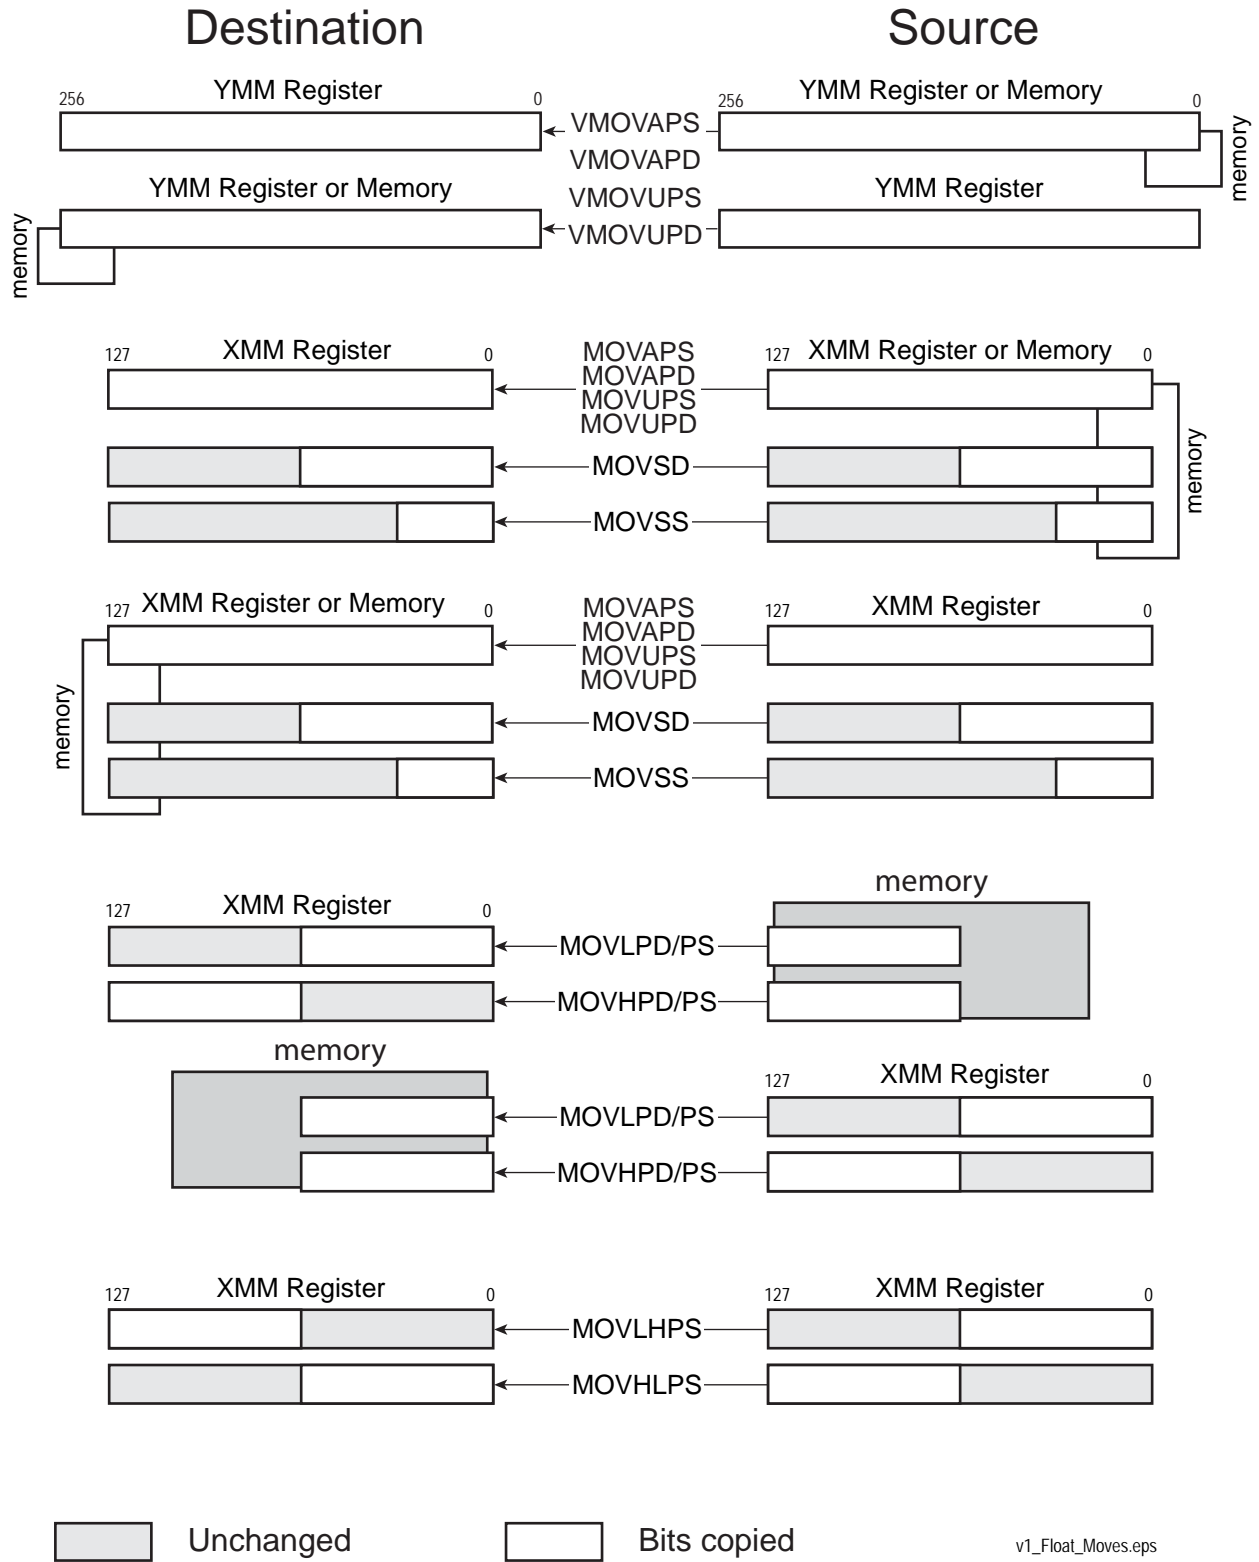 Destination Source
YMM Register YMM Register or Memory
256 0 256 0
VMOVAPS
memory
VMOVAPD
YMM Register or Memory VMOVUPS YMM Register
VMOVUPD
memory
127 XMM Register 0 MOVAPS 127 XMM Register or Memory 0
MOVAPD
MOVUPS
MOVUPD
memory
MOVSD
MOVSS
127 XMM Register or Memory 0 MOVAPS 127 XMM Register 0
MOVAPD
MOVUPS
MOVUPD
memory
MOVSD
MOVSS
memory
127 XMM Register 0
MOVLPD/PS
MOVHPD/PS
memory
127 XMM Register 0
MOVLPD/PS
MOVHPD/PS
127 XMM Register 0 127 XMM Register 0
MOVLHPS
MOVHLPS
Unchanged Bits copied v1_Float_Moves.eps